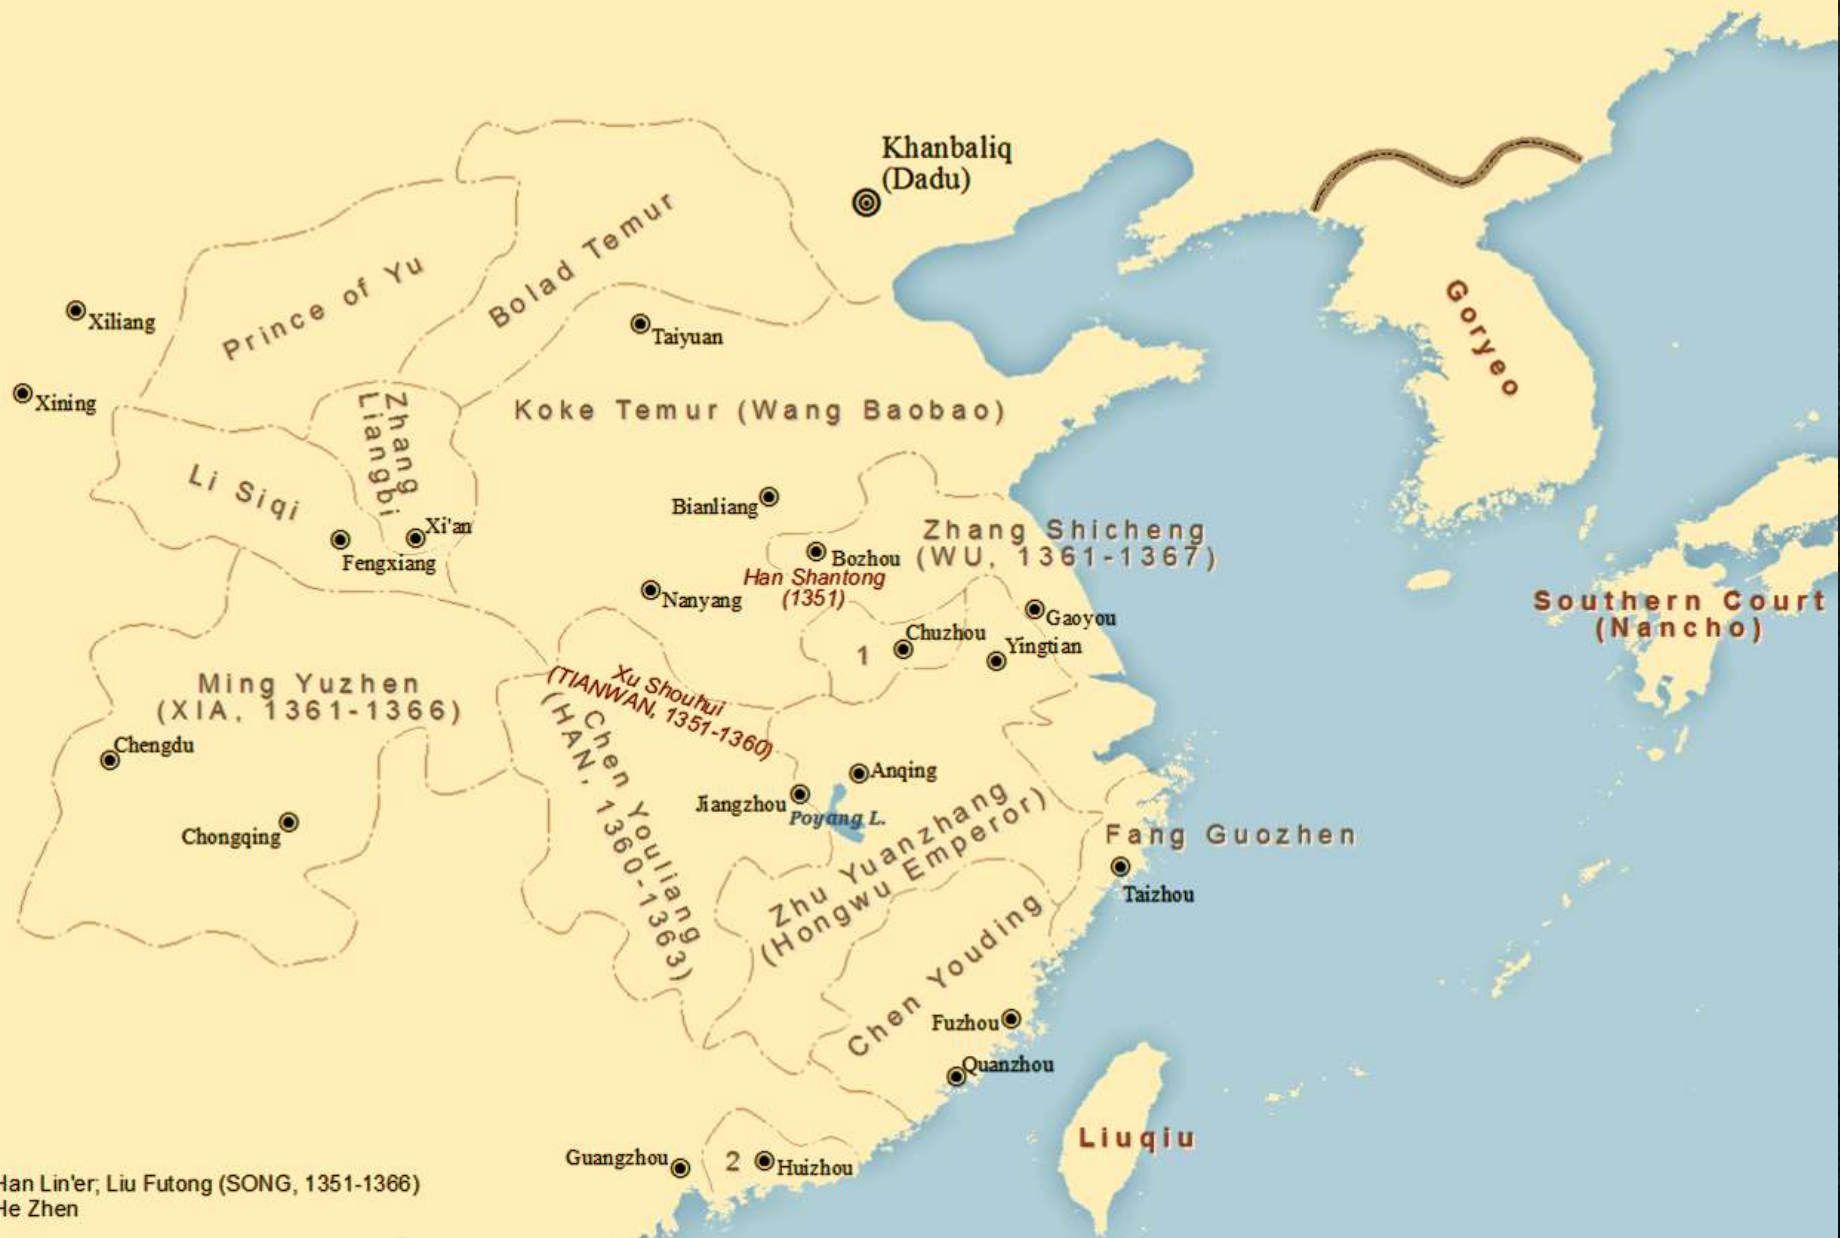 Khanbaliq
(Dadu)
Prince of Yu
Bolad Temur
Xiliang
Taiyuan
Xining
Goryeo
Zhang
Liangbi
Koke Temur (Wang Baobao)
Li Siqi
Bianliang
Xi'an
Fengxiang
Zhang Shicheng
(WU, 1361-1367)
Bozhou
Han Shantong
(1351)
Nanyang
Gaoyou
Chuzhou
Yingtian
1
Southern Court
(Nancho)
Ming Yuzhen
(XIA, 1361-1366)
Xu Shouhui
(TIANWAN, 1351-1360)
Chen Youliang
(HAN, 1360-1363)
Chengdu
Chongqing
Anqing
Jiangzhou
Poyang L.
Zhu Yuanzhang
(Hongwu Emperor)
Fang Guozhen
Taizhou
Chen Youding
Fuzhou
Quanzhou
Liuqiu
Guangzhou
2
Huizhou
Han Lin'er; Liu Futong (SONG, 1351-1366)
He Zhen